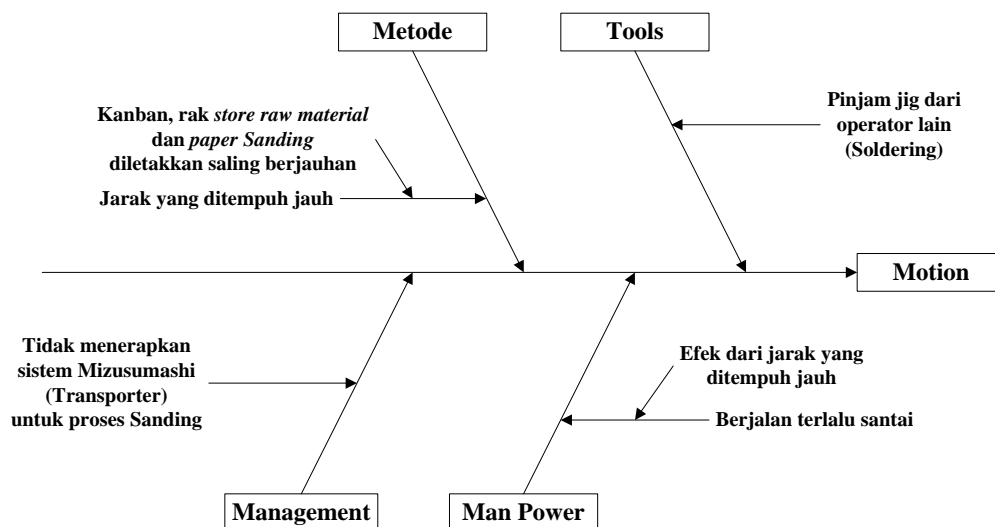 Metode
Tools
Kanban, rak store raw material
dan paper Sanding
diletakkan saling berjauhan
Jarak yang ditempuh jauh
Pinjam jig dari
operator lain
(Soldering)
Motion
Tidak menerapkan
sistem Mizusumashi
(Transporter)
untuk proses Sanding
Efek dari jarak yang
ditempuh jauh
Berjalan terlalu santai
Management
Man Power